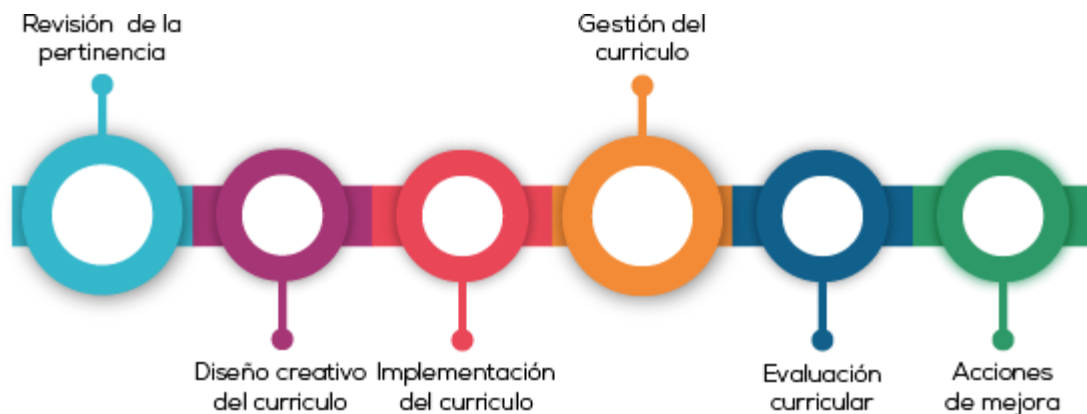 Revisión de la
pertinencia
Gestión del
curriculo
Diseño creativo
del curriculo
Implementación
del curriculo
Evaluación
curricular
Acciones
de mejora